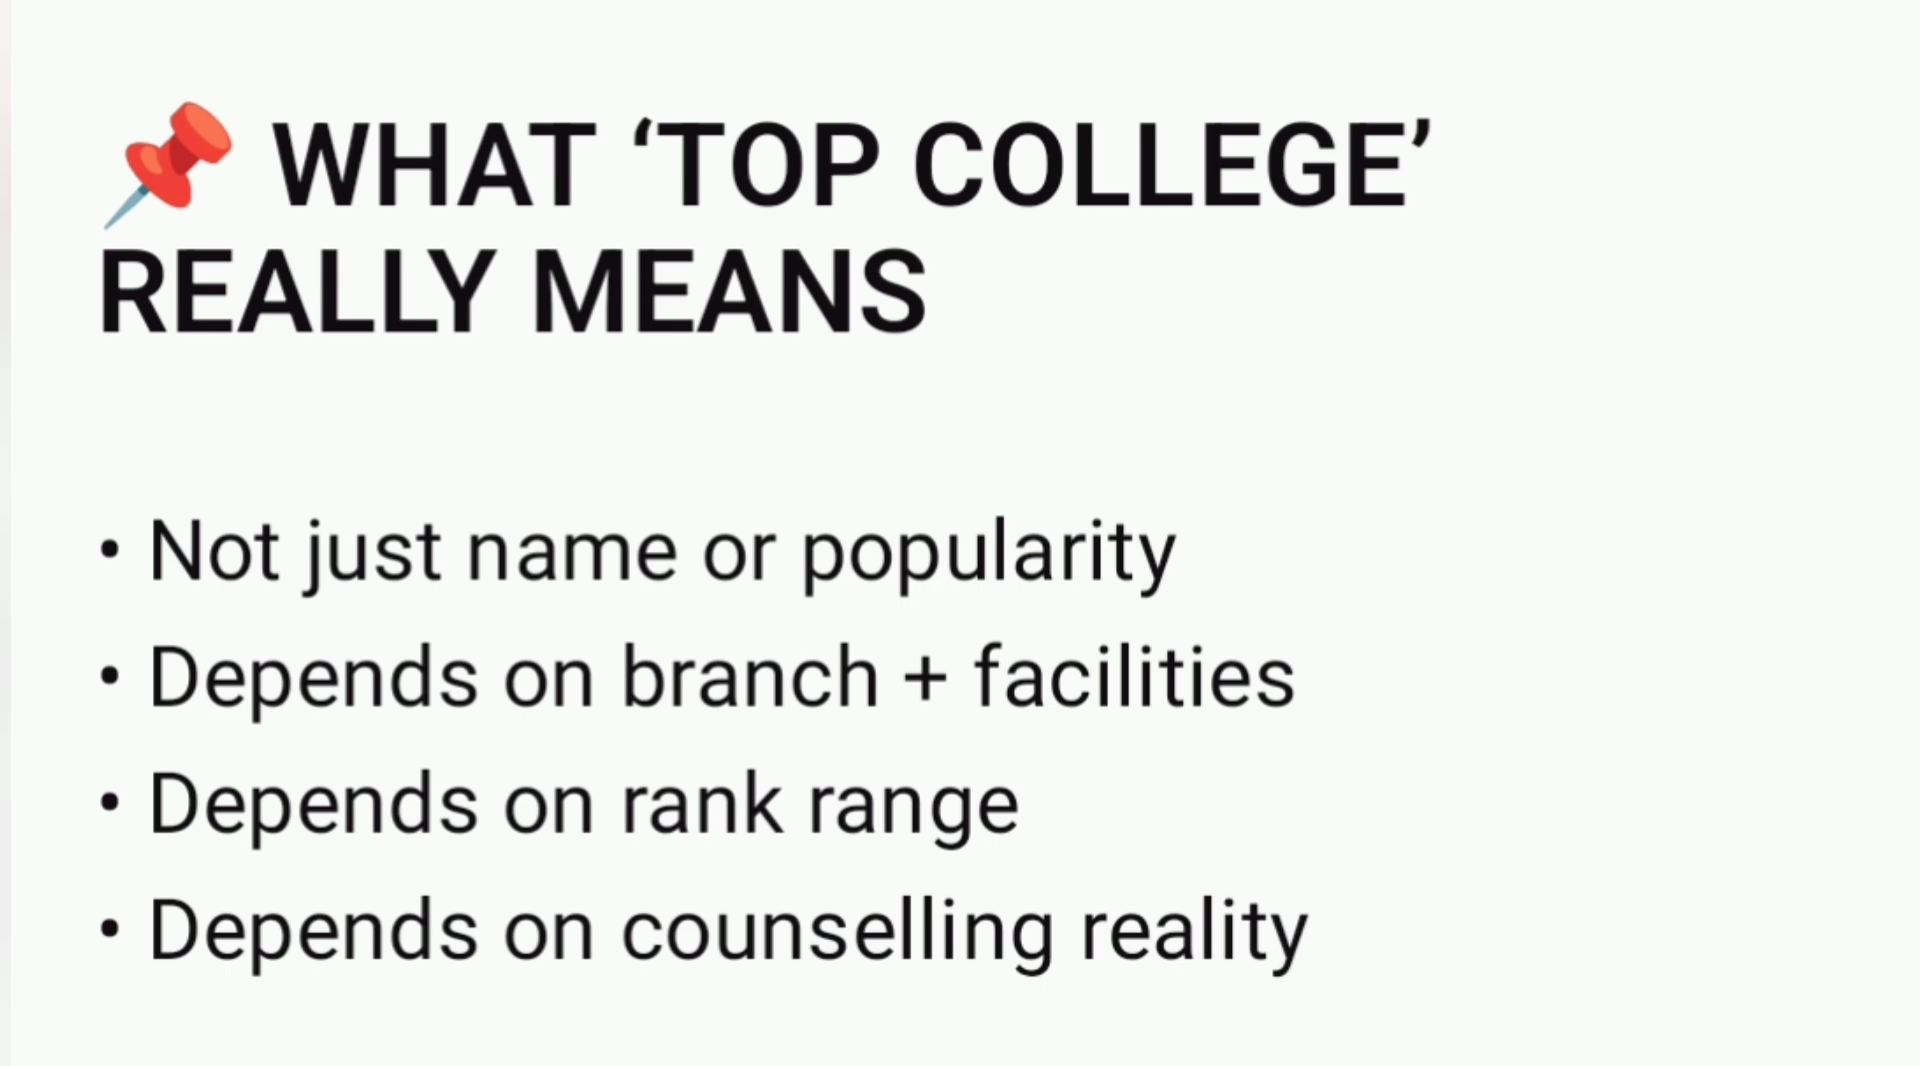 📌 WHAT ‘TOP COLLEGE’
REALLY MEANS
• Not just name or popularity
• Depends on branch + facilities
• Depends on rank range
• Depends on counselling reality